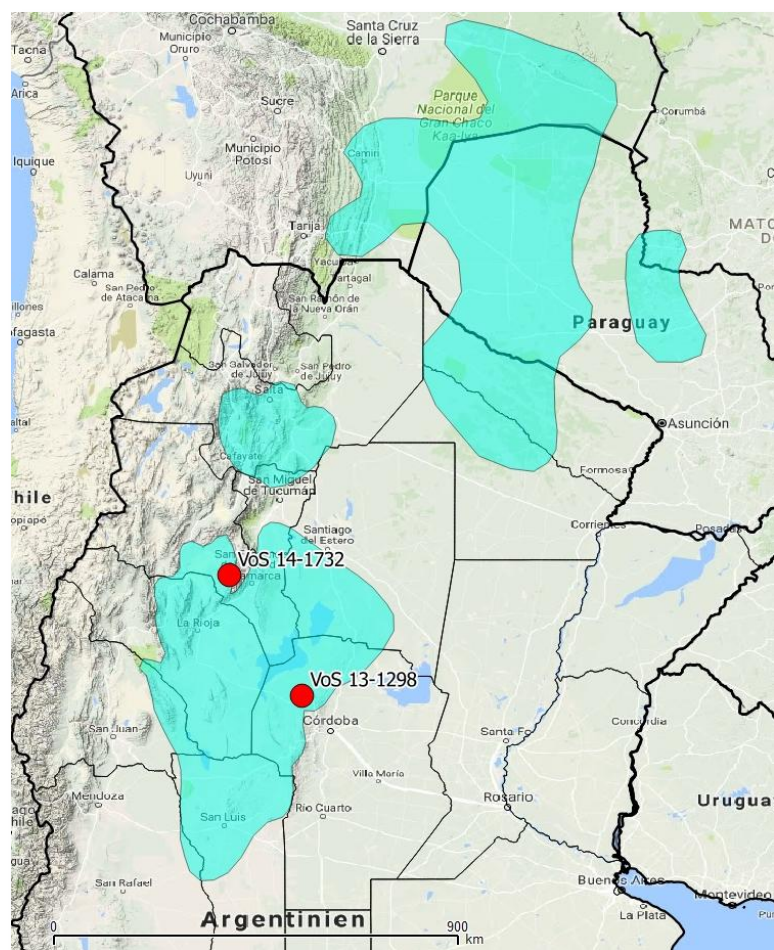 Cochabamba
Tacna
Municipio
Oruro
Santa Cruz
de la Sierra
Arica
Sucre
Parque
Nacional del
Gran Chaco
Kaa-Iya
Corumbá
Municipio
Potosí
Iquique
Camiri
Uyuni
Tarija
Calama
San Pedro
de Atacama
San Ramón de
la Nueva Orán
Paraguay
San Salvador
de Jujuy
San Pedro
de Jujuy
Salta
Asunción
Cafayate
San Miguel
de Tucumán
Formosa
Corrientes
Posadas
Santiago
del Estero
VoS 14-1732
La Rioja
VoS 13-1298
Córdoba
San Juan
Santa Fe
Concordia
Villa María
Mendoza
Río Cuarto
Rosario
San Luis
San Rafael
Buenos Aires
Montevideo
La Plata
Argentinien
0
900
km